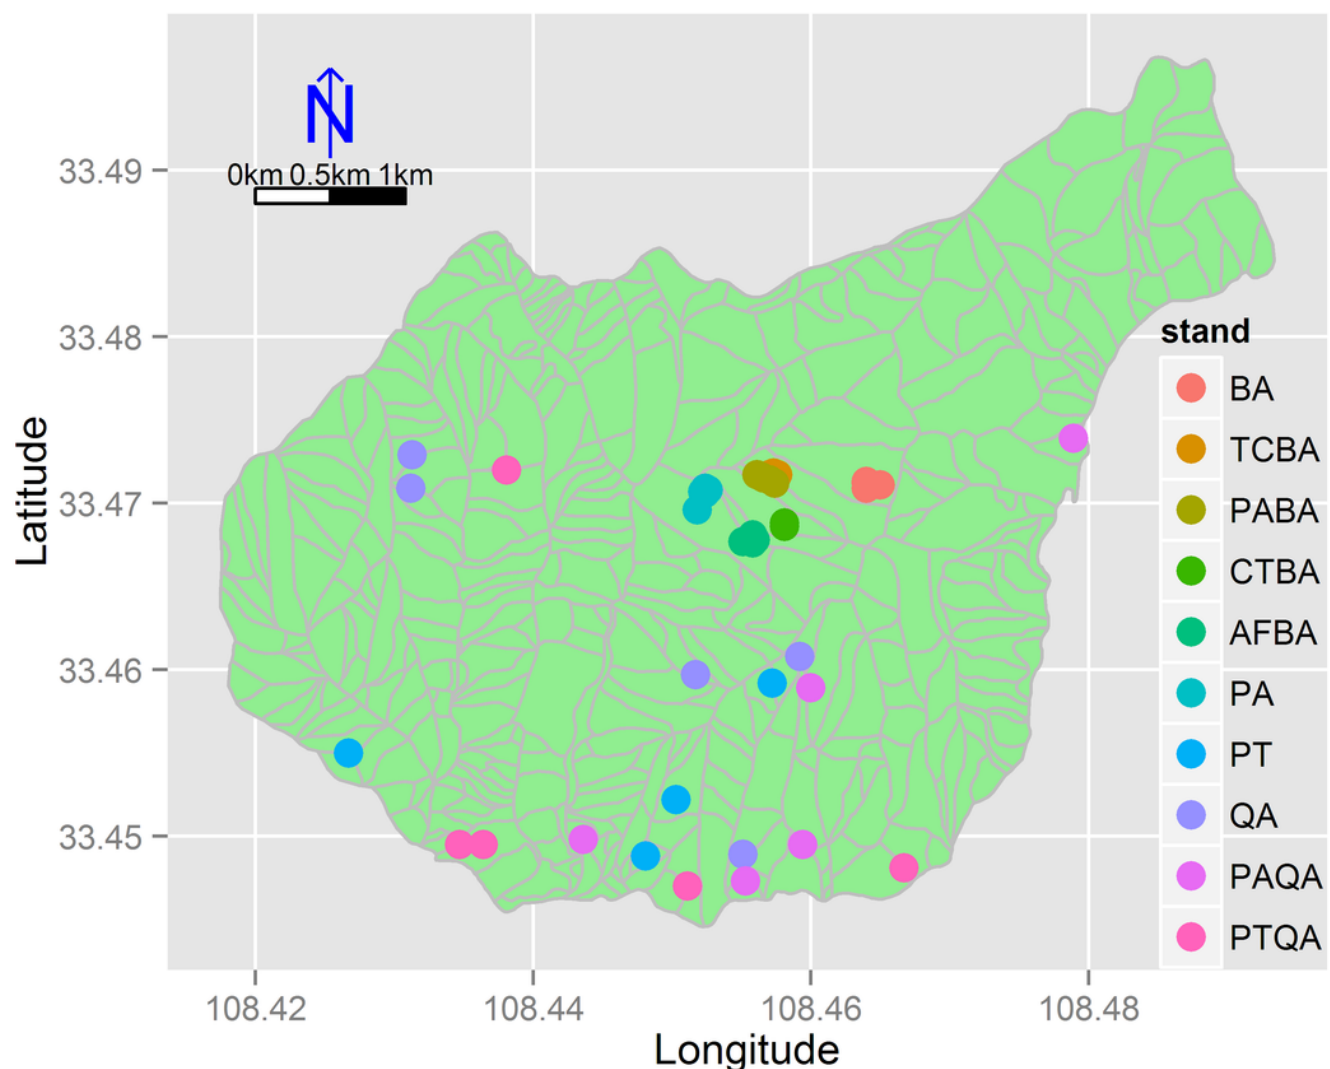 N
0km 0.5km 1km
33.49
33.48
33.47
33.46
33.45
Latitude
108.42 108.44 108.46 108.48
Longitude
stand
BA
TCBA
PABA
CTBA
AFBA
PA
PT
QA
PAQA
PTQA